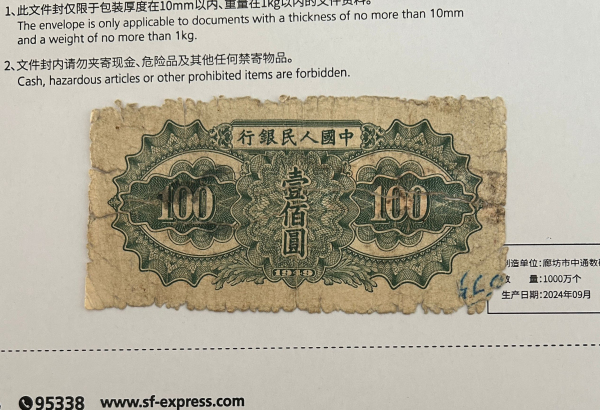 1、此文件封仅限于包装厚度在10mm以内、重量在1kg以内的文件资料。
The envelope is only applicable to documents with a thickness of no more than 10mm
and a weight of no more than 1kg.
2、文件封内请勿夹寄现金、危险品及其他任何禁寄物品。
Cash, hazardous articles or other prohibited items are forbidden.
行銀民人國中
100
壹佰圓
100
1949
制造单位:廊坊市中通数
量:1000万个
生产日期:2024年09月
95338 www.sf-express.com